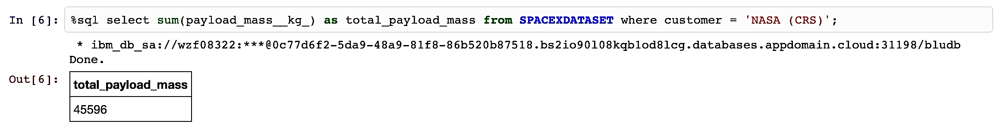 In [6]: %sql select sum(payload_mass__kg_) as total_payload_mass from SPACEXDATASET where customer = 'NASA (CRS)';
* ibm_db_sa://wzf08322:***@0c77d6f2-5da9-48a9-81f8-86b520b87518.bs2io90l08kqb1od8lcg.databases.appdomain.cloud:31198/bludb
Done.
Out[6]: total_payload_mass
45596